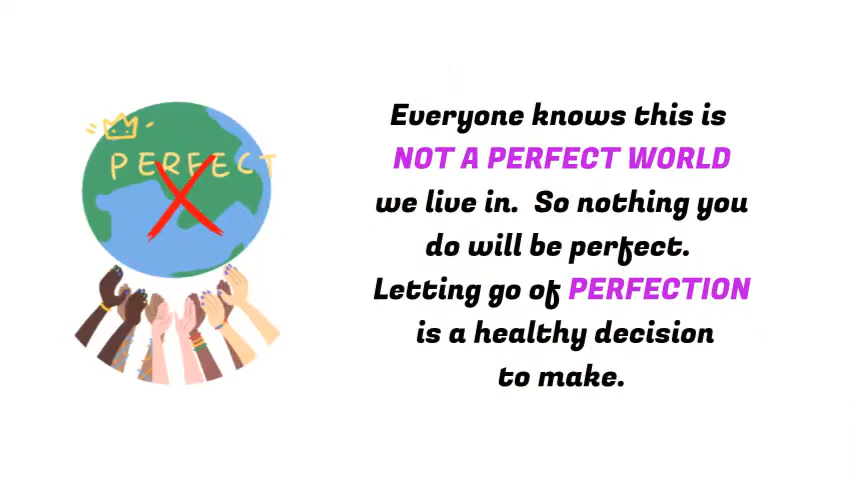 PERFECT
Everyone knows this is
NOT A PERFECT WORLD
we live in.  So nothing you
do will be perfect.
Letting go of PERFECTION
is a healthy decision
to make.